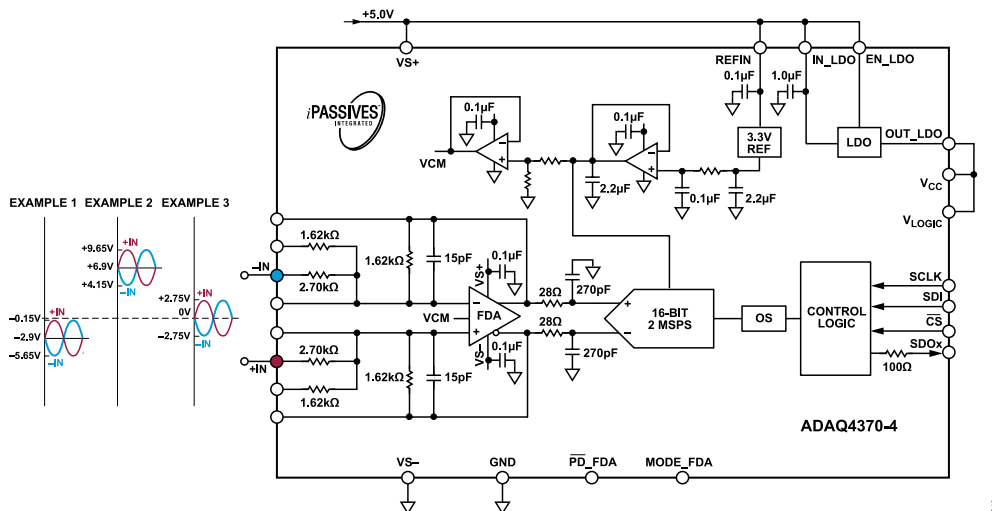 +5.0V
VS+
REFIN
IN_LDO
EN_LDO
0.1µF
1.0µF
iPASSIVES™
INTEGRATED
0.1µF
0.1µF
3.3V
REF
LDO
OUT_LDO
VCM
–
+
–
+
2.2µF
0.1µF
2.2µF
VCC
VLOGIC
EXAMPLE 1
EXAMPLE 2
EXAMPLE 3
+9.65V
+IN
+6.9V
+4.15V
–IN
+2.75V
+IN
0V
–2.75V
–IN
–0.15V
+IN
–2.9V
–5.65V
–IN
1.62kΩ
–IN
2.70kΩ
1.62kΩ
15pF
VS+
0.1µF
–
FDA
+
VCM
VS–
0.1µF
28Ω
270pF
28Ω
270pF
+
–
16-BIT
2 MSPS
OS
CONTROL
LOGIC
SCLK
SDI
CS
SDOx
100Ω
+IN
2.70kΩ
1.62kΩ
1.62kΩ
15pF
ADAQ4370-4
VS–
GND
PD_FDA
MODE_FDA